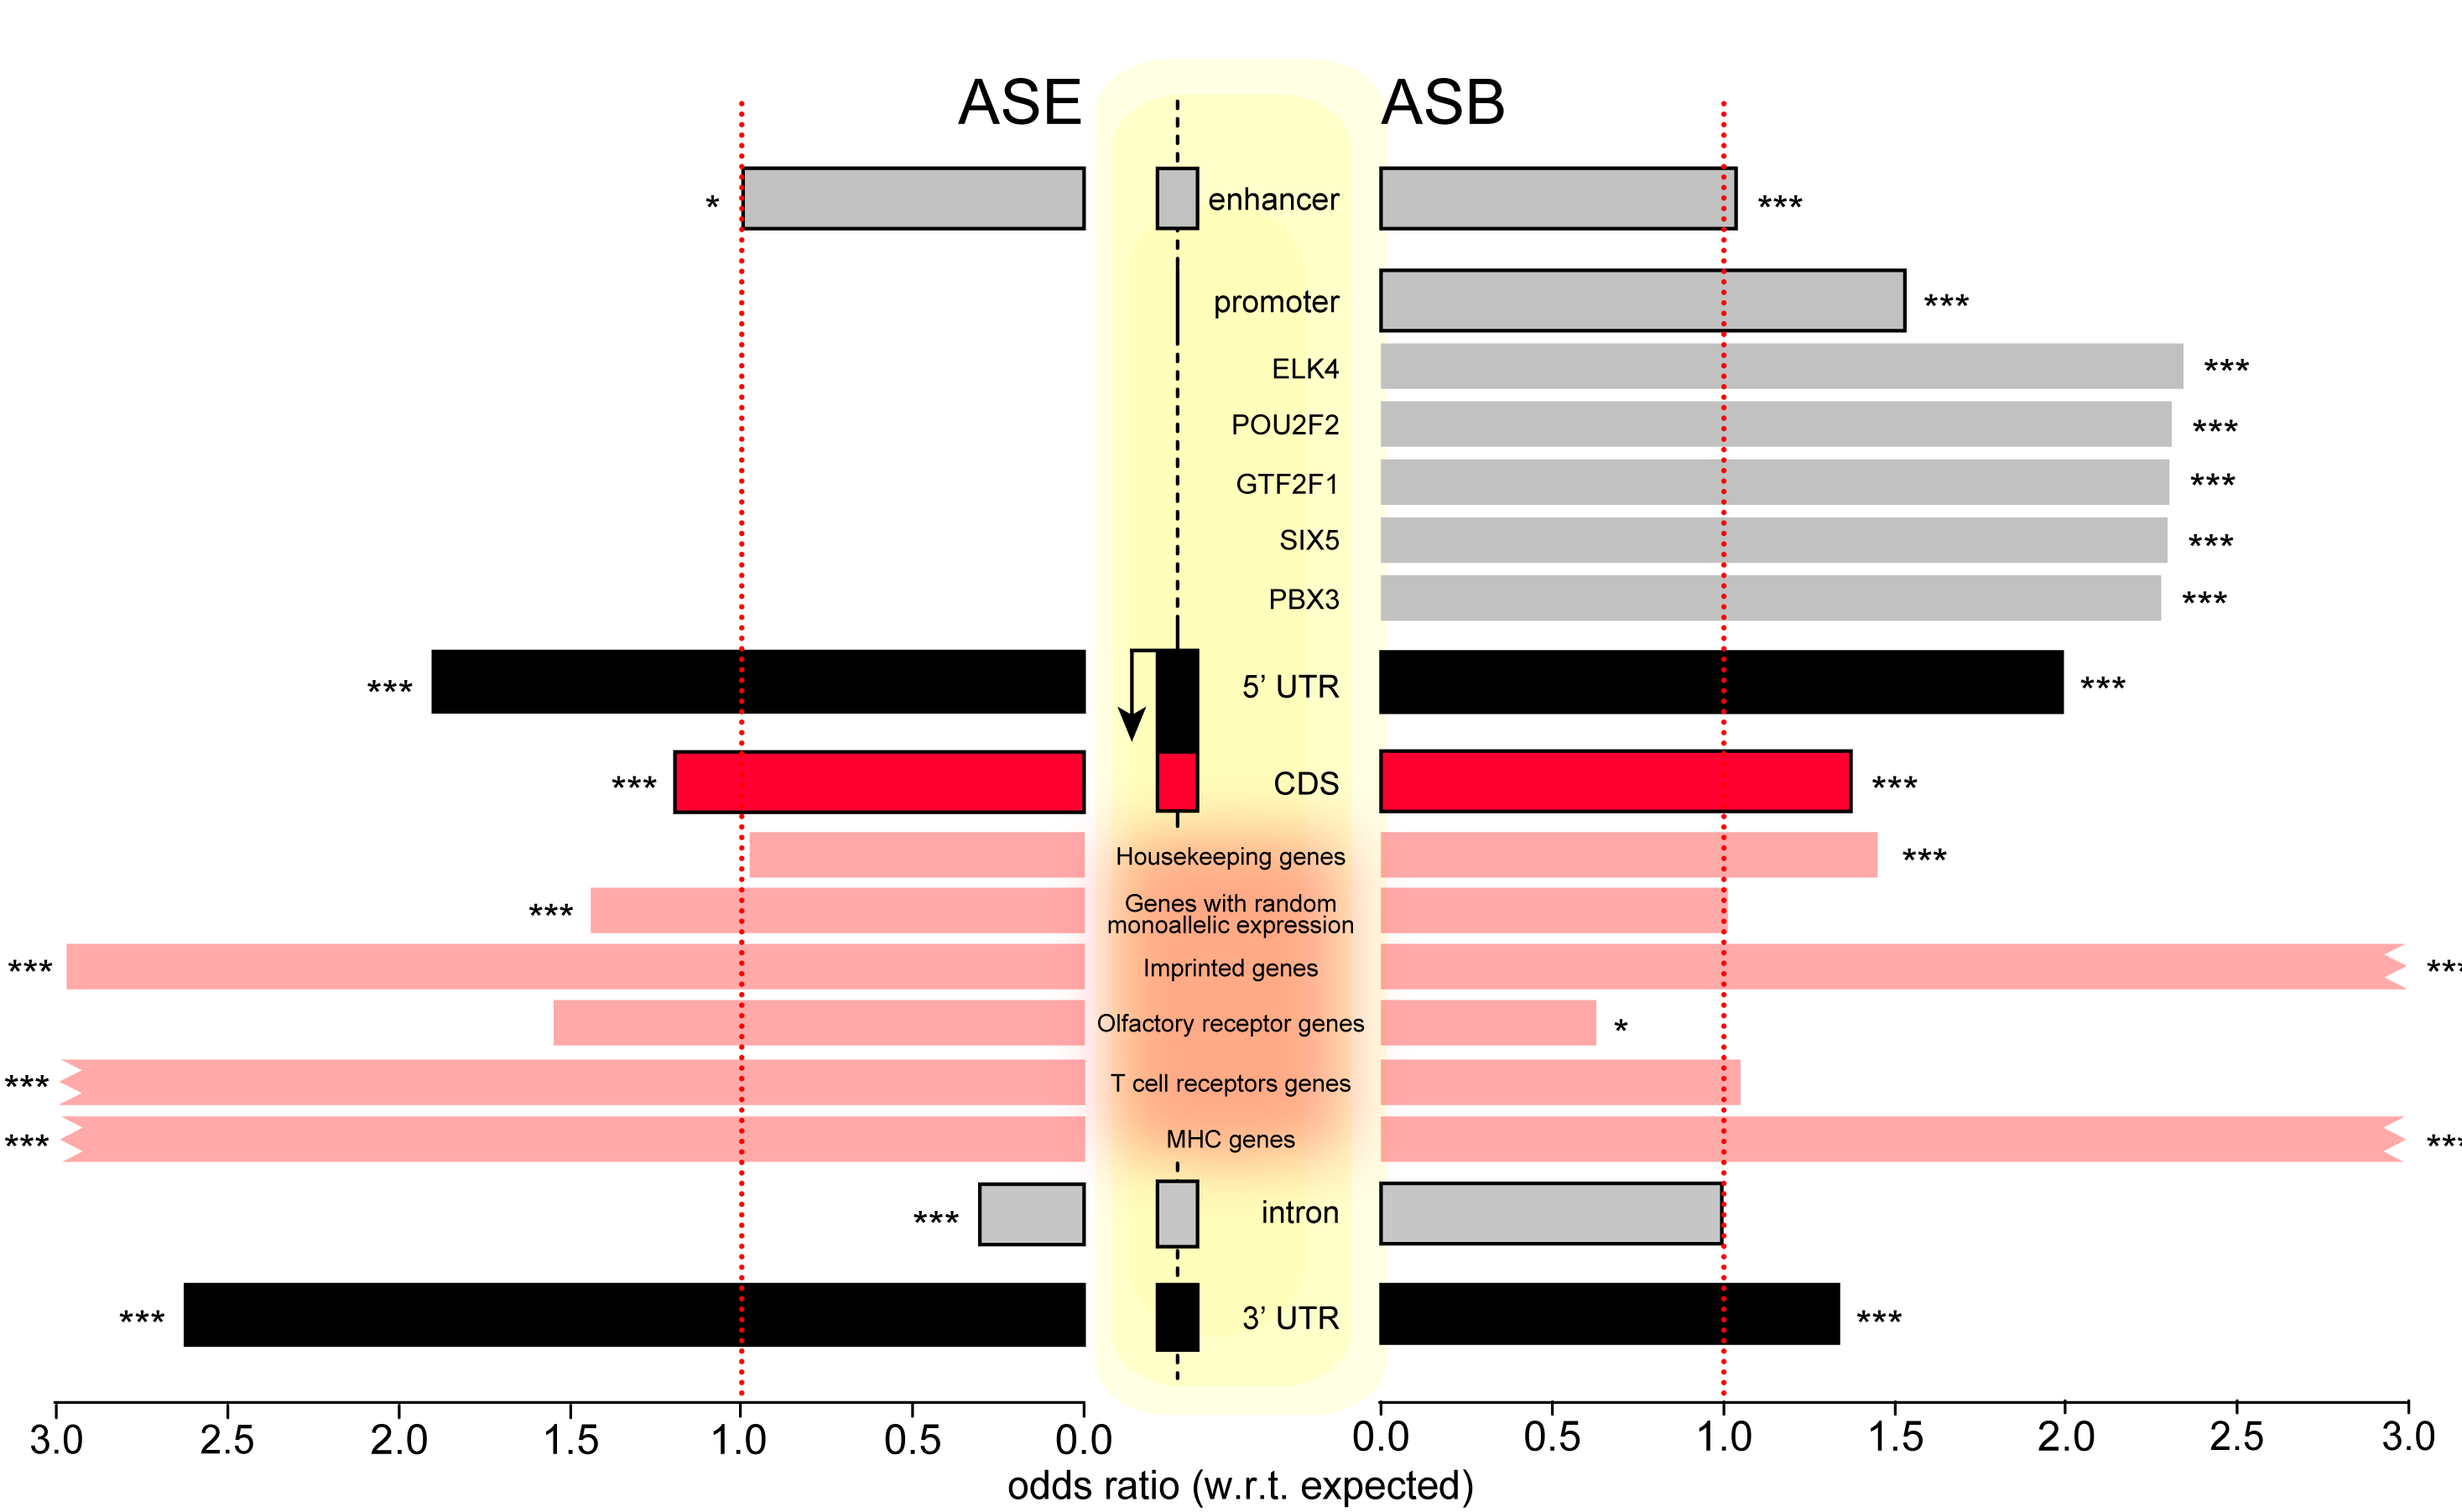 ASE ASB
* enhancer ***
promoter ***
ELK4 ***
POU2F2 ***
GTF2F1 ***
SIX5 ***
PBX3 ***
*** 5’ UTR ***
*** CDS ***
Housekeeping genes ***
*** Genes with random
monoallelic expression
*** Imprinted genes ***
Olfactory receptor genes *
*** T cell receptors genes
*** MHC genes ***
*** intron
*** 3’ UTR ***
3.0 2.5 2.0 1.5 1.0 0.5 0.0 0.0 0.5 1.0 1.5 2.0 2.5 3.0
odds ratio (w.r.t. expected)